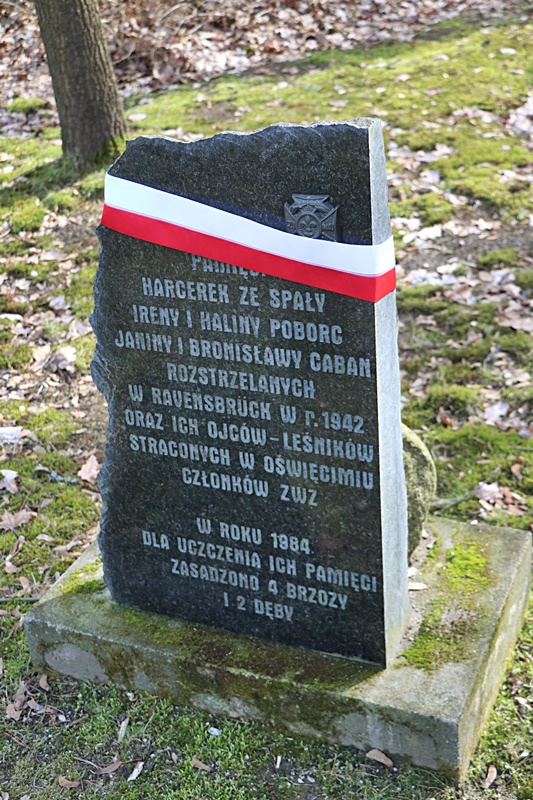 PAMIĘCI
HARCEREK ZE SPAŁY
IRENY I HALINY POBORC
JANINY I BRONISŁAWY CABAN
ROZSTRZELANYCH
W RAVENSBRÜCK W r. 1942
ORAZ ICH OJCÓW-LEŚNIKÓW
STRACONYCH W OŚWIĘCIMIU
CZŁONKÓW ZWZ
W ROKU 1984
DLA UCZCZENIA ICH PAMIĘCI
ZASADZONO 4 BRZOZY
I 2 DĘBY